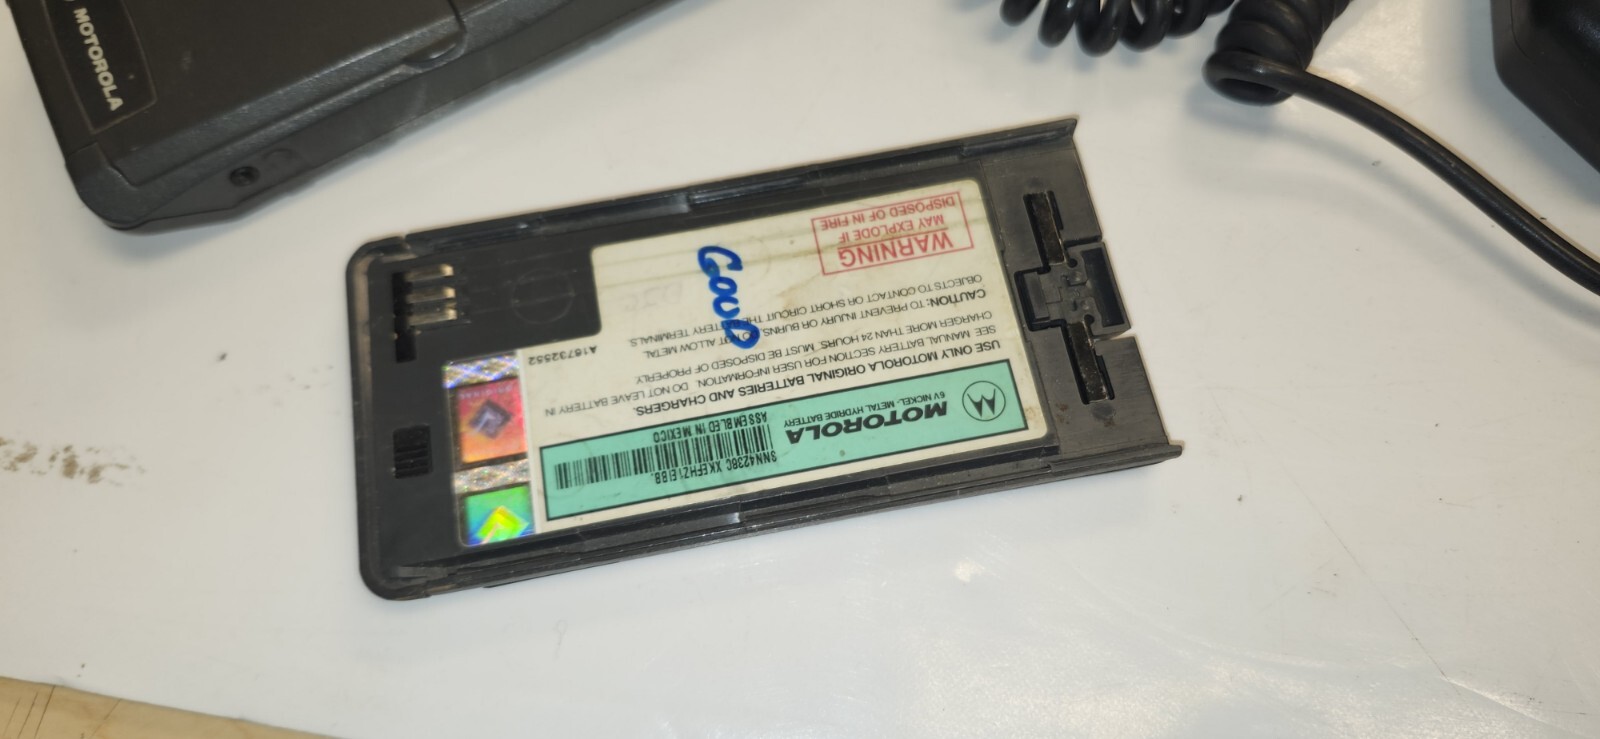 MOTOROLA
MOTOROLA
6V NICKEL- METAL HYDRIDE BATTERY
SNN4238C
ASSEMBLED IN MEXICO
USE ONLY MOTOROLA ORIGINAL BATTERIES AND CHARGERS.
SEE MANUAL BATTERY SECTION FOR USER INFORMATION. DO NOT LEAVE BATTERY IN
CHARGER MORE THAN 24 HOURS. MUST BE DISPOSED OF PROPERLY.
CAUTION: TO PREVENT INJURY OR BURNS, DO NOT ALLOW METAL
OBJECTS TO CONTACT OR SHORT CIRCUIT THE BATTERY TERMINALS.
A16732552
WARNING
MAY EXPLODE IF
DISPOSED OF IN FIRE